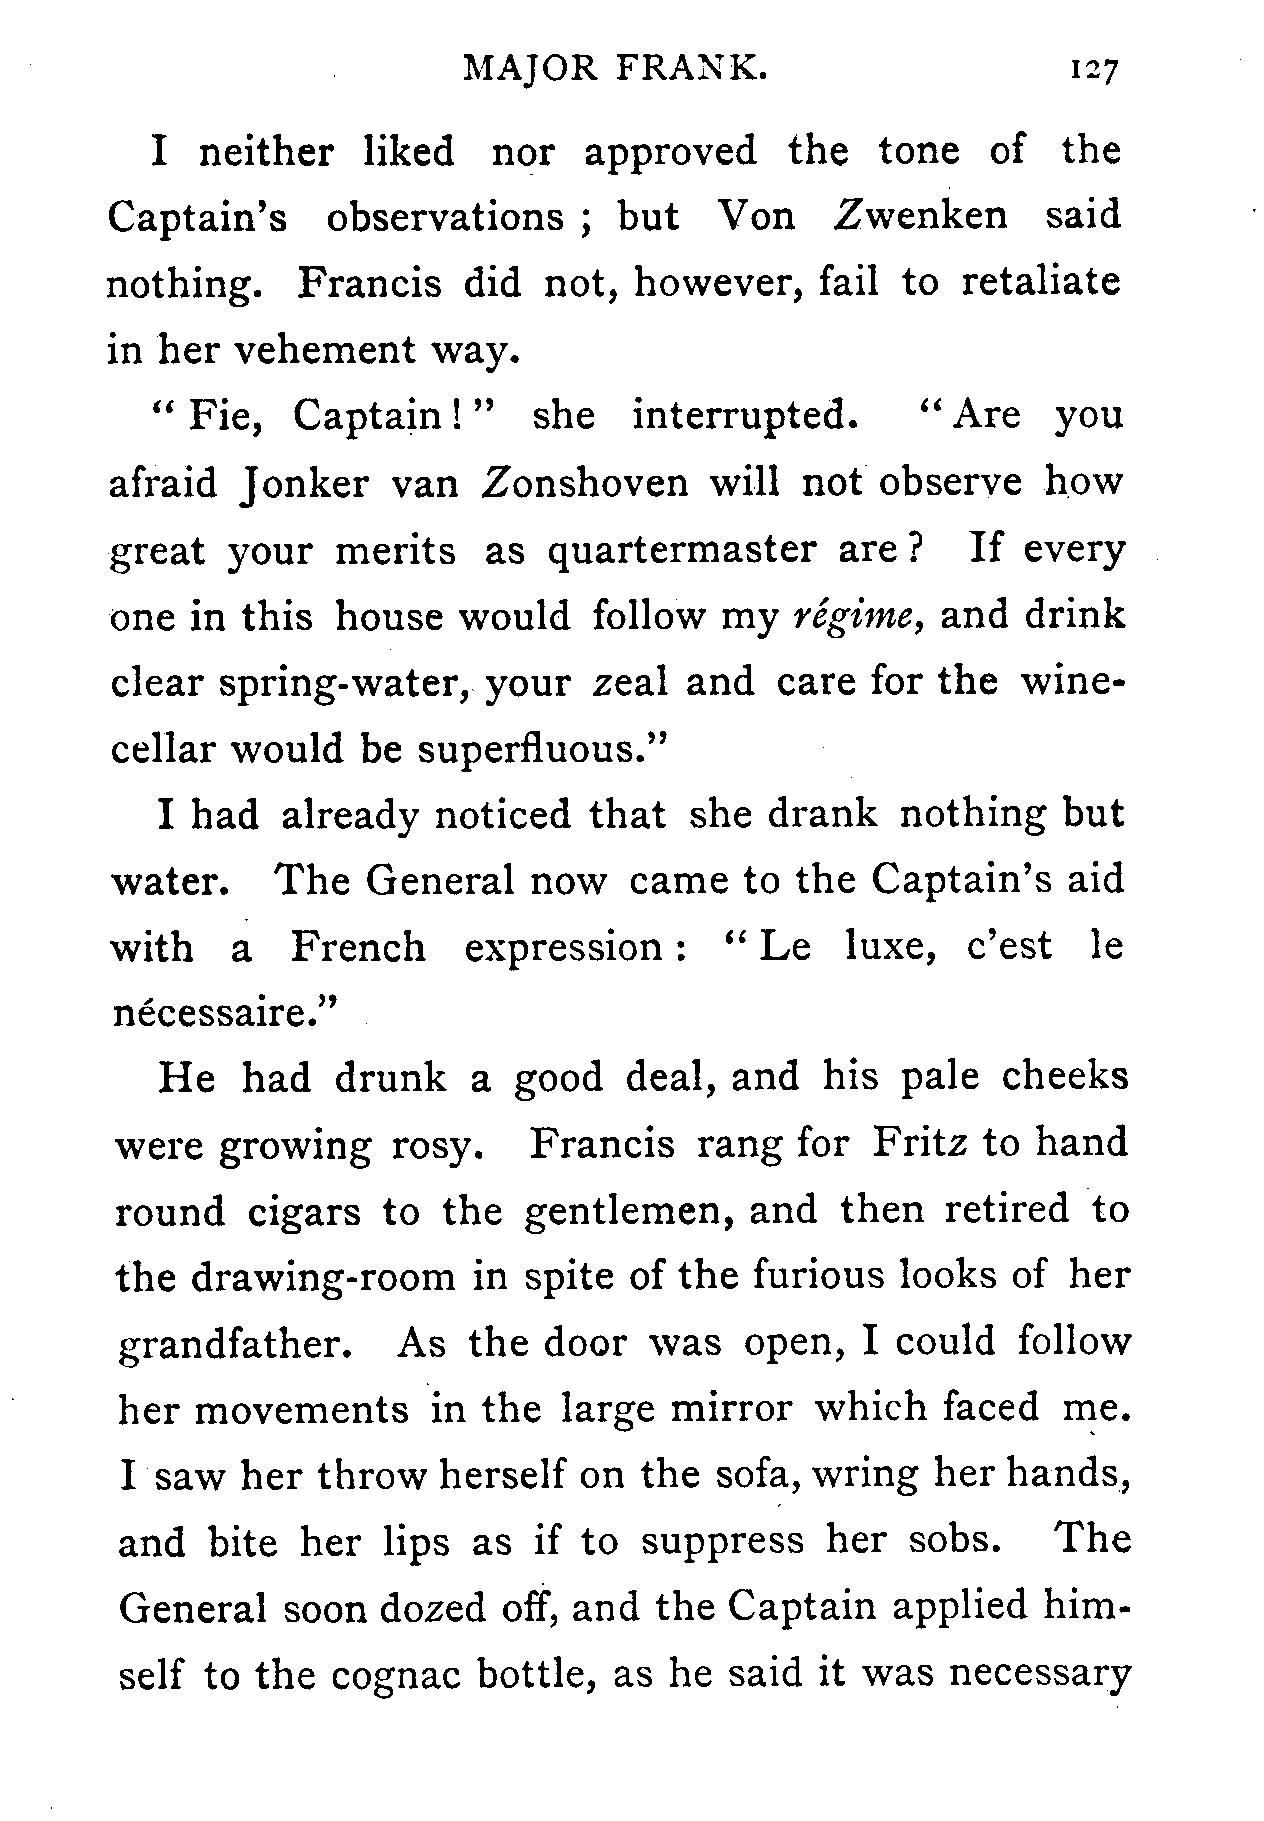 MAJOR FRANK. 127
I neither liked nor approved the tone of the
Captain's observations ; but Von Zwenken said
nothing. Francis did not, however, fail to retaliate
in her vehement way.
“ Fie, Captain ! ” she interrupted. “ Are you
afraid Jonker van Zonshoven will not observe how
great your merits as quartermaster are ? If every
one in this house would follow my régime, and drink
clear spring-water, your zeal and care for the wine-
cellar would be superfluous.”
I had already noticed that she drank nothing but
water. The General now came to the Captain's aid
with a French expression : “ Le luxe, c'est le
nécessaire.”
He had drunk a good deal, and his pale cheeks
were growing rosy. Francis rang for Fritz to hand
round cigars to the gentlemen, and then retired to
the drawing-room in spite of the furious looks of her
grandfather. As the door was open, I could follow
her movements in the large mirror which faced me.
I saw her throw herself on the sofa, wring her hands,
and bite her lips as if to suppress her sobs. The
General soon dozed off, and the Captain applied him-
self to the cognac bottle, as he said it was necessary